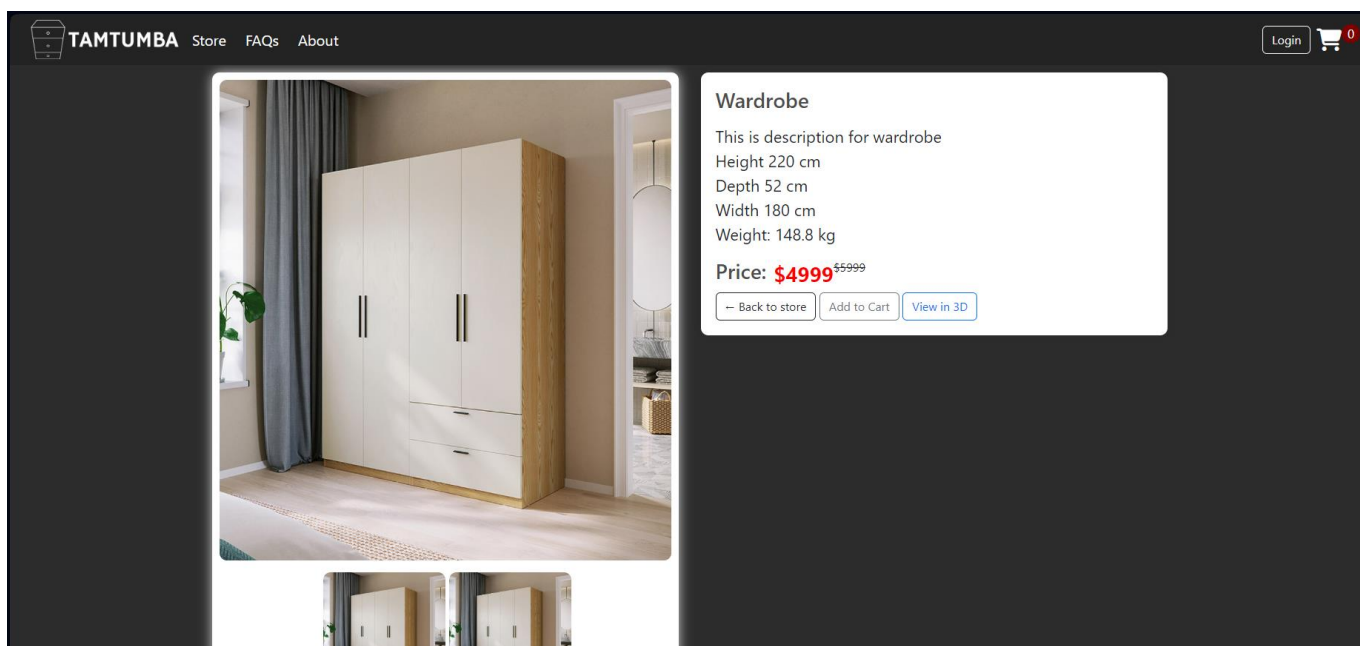 TAMTUMBA Store FAQs About Login 0
Wardrobe
This is description for wardrobe
Height 220 cm
Depth 52 cm
Width 180 cm
Weight: 148.8 kg
Price: $4999 $5999
← Back to store Add to Cart View in 3D